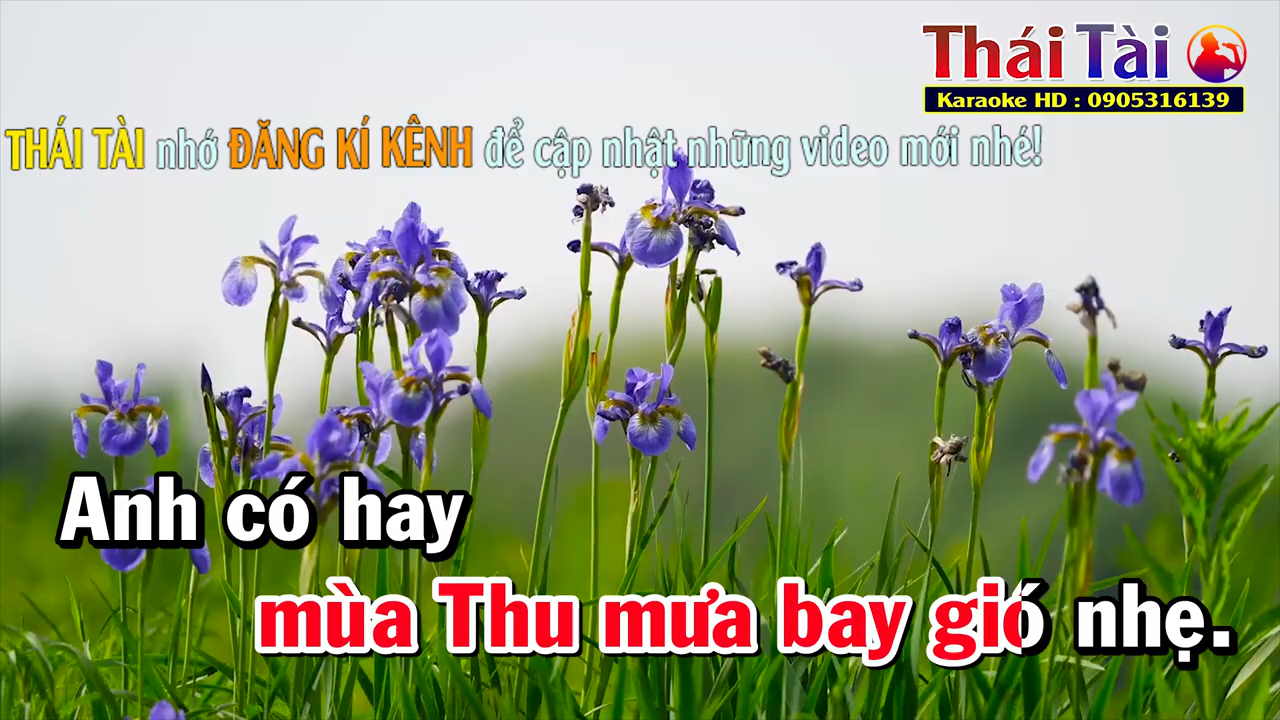 Thái Tài
Karaoke HD : 0905316139
THÁI TÀI nhớ ĐĂNG KÍ KÊNH để cập nhật những video mới nhé!
Anh có hay
mùa Thu mưa bay gió nhẹ.